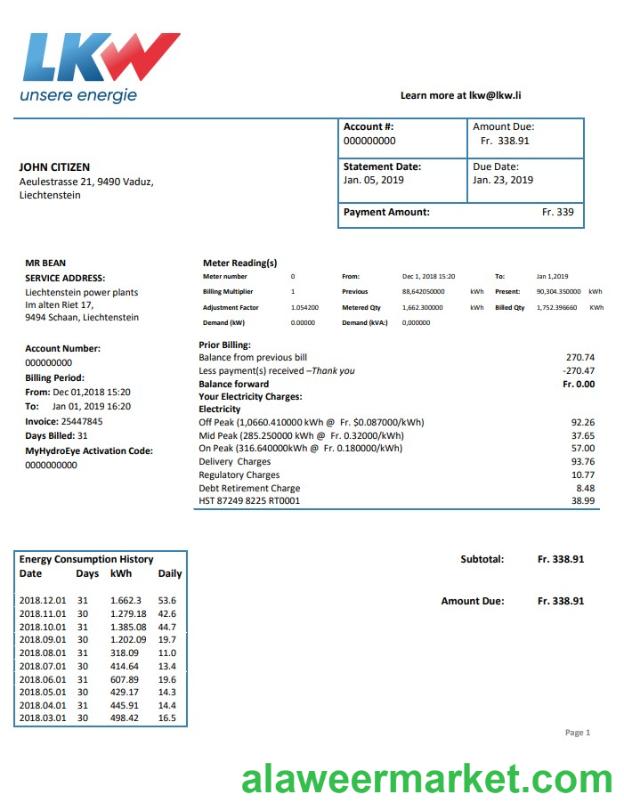 LKW
unsere energie
Learn more at lkw@lkw.li
Account #:
000000000
Amount Due:
Fr. 338.91
JOHN CITIZEN
Aeulestrasse 21, 9490 Vaduz,
Liechtenstein
Statement Date:
Jan. 05, 2019
Due Date:
Jan. 23, 2019
Payment Amount: Fr. 339
MR BEAN
SERVICE ADDRESS:
Liechtenstein power plants
Im alten Riet 17,
9494 Schaan, Liechtenstein
Account Number:
000000000
Billing Period:
From: Dec 01,2018 15:20
To: Jan 01, 2019 16:20
Invoice: 25447845
Days Billed: 31
MyHydroEye Activation Code:
0000000000
Meter Reading(s)
Meter number 0 From: Dec 1, 2018 15:20 To: Jan 1,2019
Billing Multiplier 1 Previous 88,642050000 kWh Present: 90,304.350000 kWh
Adjustment Factor 1.054200 Metered Qty 1,662.300000 kWh Billed Qty 1,752.396660 KWh
Demand (kW) 0.00000 Demand (kVA:) 0,000000
Prior Billing:
Balance from previous bill 270.74
Less payment(s) received –Thank you -270.47
Balance forward Fr. 0.00
Your Electricity Charges:
Electricity
Off Peak (1,0660.410000 kWh @ Fr. $0.087000/kWh) 92.26
Mid Peak (285.250000 kWh @ Fr. 0.32000/kWh) 37.65
On Peak (316.640000kWh @ Fr. 0.180000/kWh) 57.00
Delivery Charges 93.76
Regulatory Charges 10.77
Debt Retirement Charge 8.48
HST 87249 8225 RT0001 38.99
Energy Consumption History
Date Days kWh Daily
2018.12.01 31 1.662.3 53.6
2018.11.01 30 1.279.18 42.6
2018.10.01 31 1.385.08 44.7
2018.09.01 30 1.202.09 19.7
2018.08.01 31 318.09 11.0
2018.07.01 30 414.64 13.4
2018.06.01 31 607.89 19.6
2018.05.01 30 429.17 14.3
2018.04.01 31 445.91 14.4
2018.03.01 30 498.42 16.5
Subtotal: Fr. 338.91
Amount Due: Fr. 338.91
Page 1
alaweermarket.com